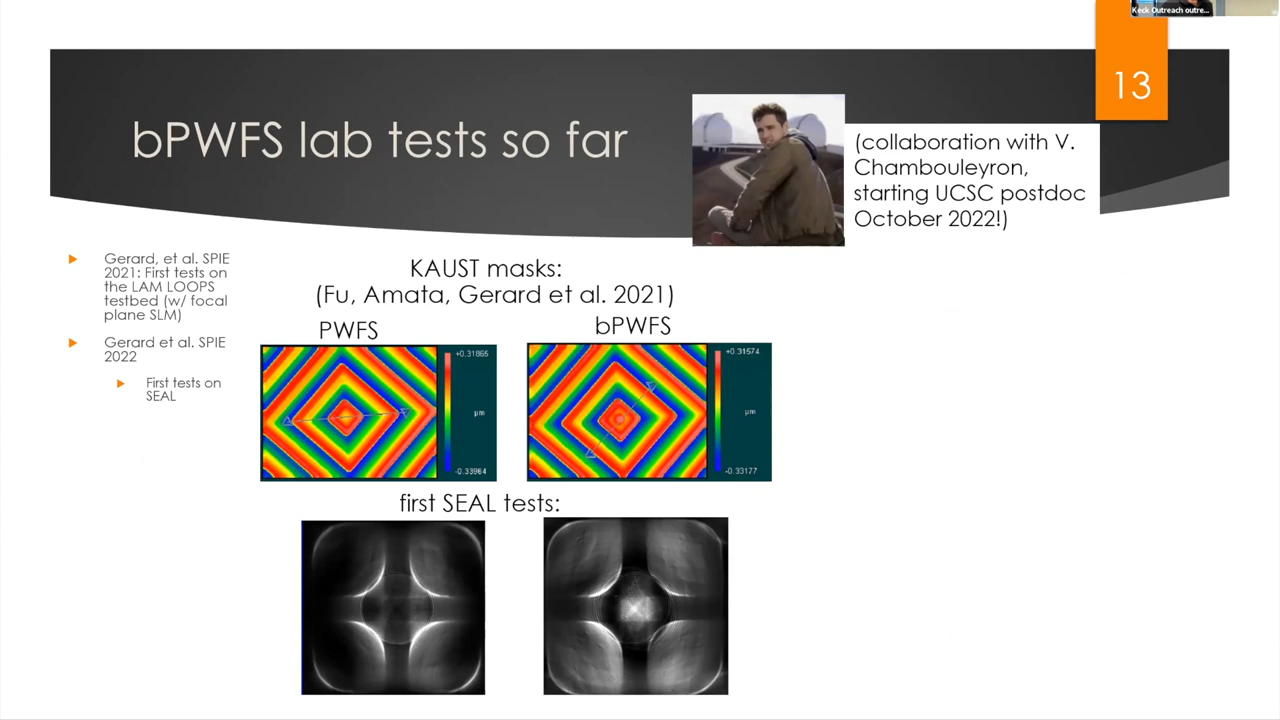 Keck Outreach outre...
13
bPWFS lab tests so far
(collaboration with V.
Chambouleyron,
starting UCSC postdoc
October 2022!)
Gerard, et al. SPIE
2021: First tests on
the LAM LOOPS
testbed (w/ focal
plane SLM)
Gerard et al. SPIE
2022
First tests on
SEAL
KAUST masks:
(Fu, Amata, Gerard et al. 2021)
PWFS
bPWFS
+0.31865
µm
-0.33964
+0.31574
µm
-0.33177
first SEAL tests: